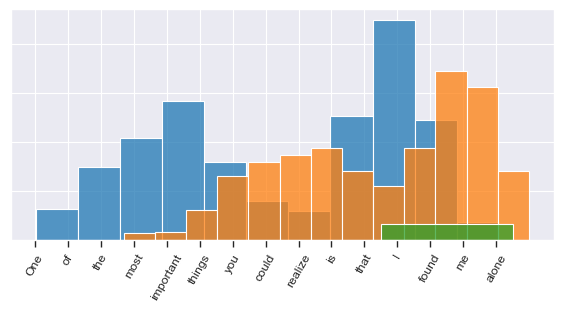 One
of
the
most
important
things
you
could
realize
is
that
I
found
me
alone